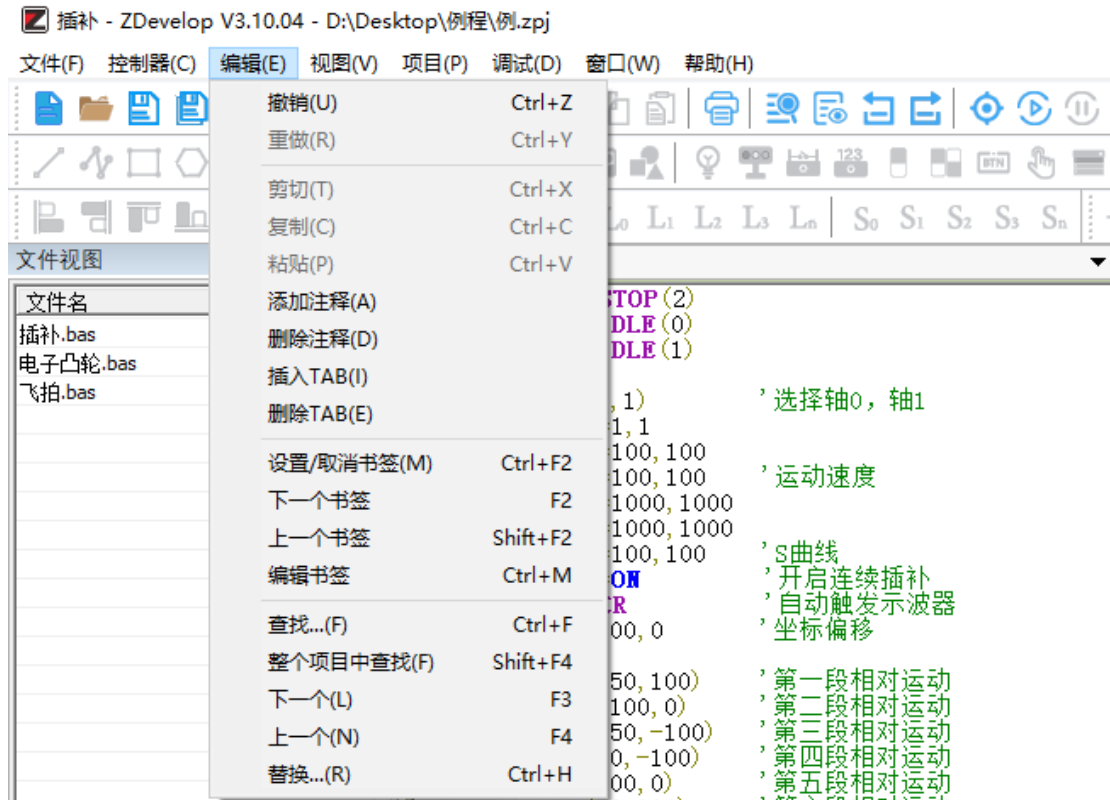 插补 - ZDevelop V3.10.04 - D:\Desktop\例程\例.zpj
文件(F) 控制器(C) 编辑(E) 视图(V) 项目(P) 调试(D) 窗口(W) 帮助(H)
撤销(U) Ctrl+Z
重做(R) Ctrl+Y
剪切(T) Ctrl+X
复制(C) Ctrl+C
粘贴(P) Ctrl+V
添加注释(A)
删除注释(D)
插入TAB(I)
删除TAB(E)
设置/取消书签(M) Ctrl+F2
下一个书签 F2
上一个书签 Shift+F2
编辑书签 Ctrl+M
查找...(F) Ctrl+F
整个项目中查找(F) Shift+F4
下一个(L) F3
上一个(N) F4
替换...(R) Ctrl+H
123
BTN
L0 L1 L2 L3 Ln S0 S1 S2 S3 Sn
文件视图
文件名
插补.bas
电子凸轮.bas
飞拍.bas
TOP(2)
DLE(0)
DLE(1)
,1) '选择轴0，轴1
1,1
100,100
100,100 '运动速度
1000,1000
1000,1000
100,100 'S曲线
ON '开启连续插补
R '自动触发示波器
00,0 '坐标偏移
50,100) '第一段相对运动
100,0) '第二段相对运动
50,-100) '第三段相对运动
0,-100) '第四段相对运动
00,0) '第五段相对运动